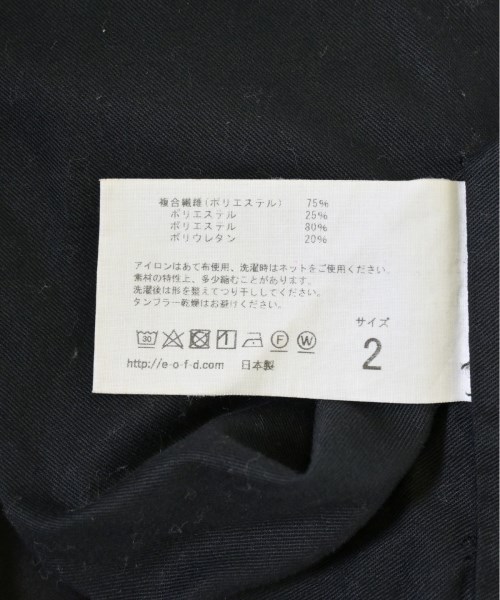 複合繊維(ポリエステル) 75%
ポリエステル 25%
ポリエステル 80%
ポリウレタン 20%
アイロンはあて布使用、洗濯時はネットをご使用ください。
素材の特性上、多少縮むことがあります。
洗濯後は形を整えてつり干ししてください。
タンブラー乾燥はお避けください。
サイズ
30 F W
2
http://e-o-f-d.com 日本製